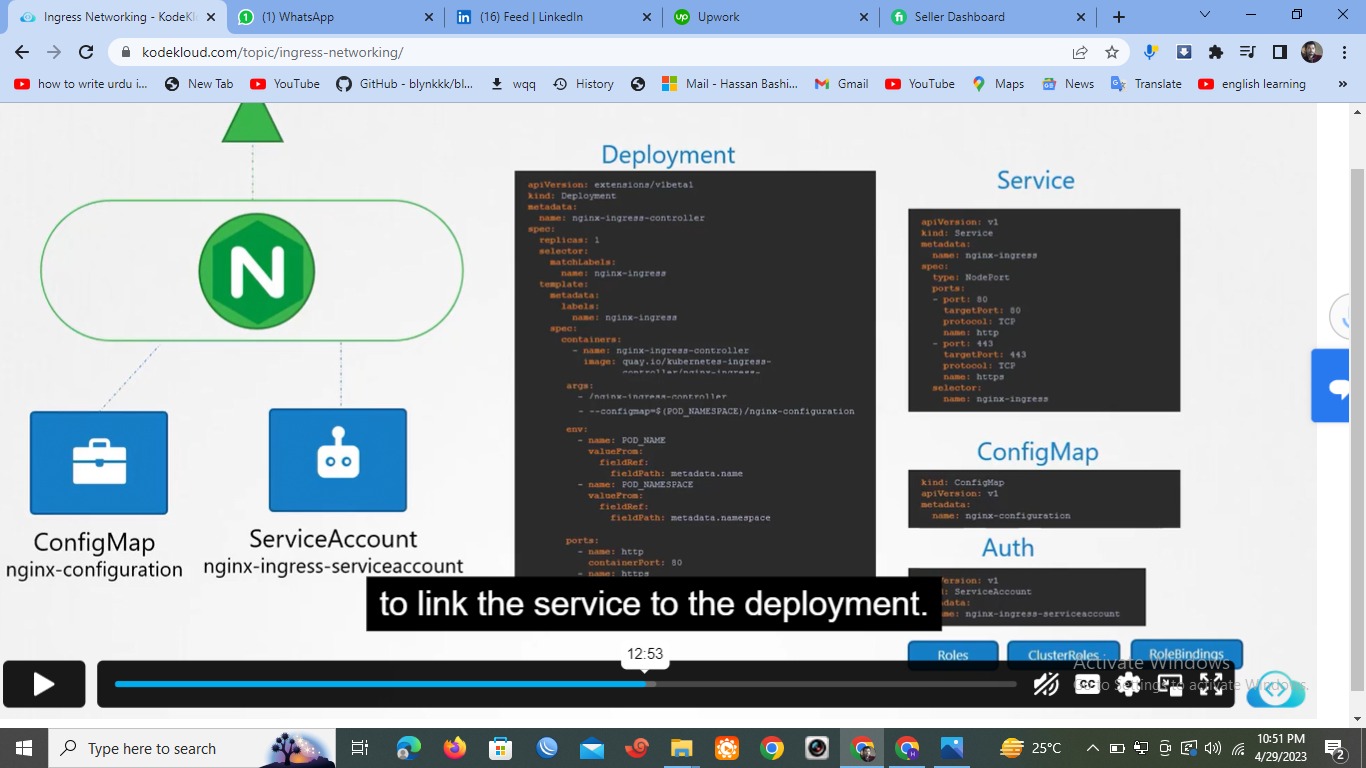 Ingress Networking - KodeKl
(1) WhatsApp
(16) Feed | LinkedIn
Upwork
Seller Dashboard
kodekloud.com/topic/ingress-networking/
how to write urdu i...
New Tab
YouTube
GitHub - blynkkk/bl...
wqq
History
Mail - Hassan Bashi...
Gmail
YouTube
Maps
News
Translate
english learning
Deployment
apiVersion: extensions/v1beta1
kind: Deployment
metadata:
name: nginx-ingress-controller
spec:
replicas: 1
selector:
matchLabels:
name: nginx-ingress
template:
metadata:
labels:
name: nginx-ingress
spec:
containers:
- name: nginx-ingress-controller
image: quay.io/kubernetes-ingress-
controller/nginx-ingress-
args:
- /nginx-ingress-controller
- --configmap=$(POD_NAMESPACE)/nginx-configuration
env:
- name: POD_NAME
valueFrom:
fieldRef:
fieldPath: metadata.name
- name: POD_NAMESPACE
valueFrom:
fieldRef:
fieldPath: metadata.namespace
ports:
- name: http
containerPort: 80
- name: https
Service
apiVersion: v1
kind: Service
metadata:
name: nginx-ingress
spec:
type: NodePort
ports:
- port: 80
targetPort: 80
protocol: TCP
name: http
- port: 443
targetPort: 443
protocol: TCP
name: https
selector:
name: nginx-ingress
ConfigMap
kind: ConfigMap
apiVersion: v1
metadata:
name: nginx-configuration
Auth
Version: v1
ServiceAccount
data:
nginx-ingress-serviceaccount
Roles
ClusterRoles
RoleBindings
N
ConfigMap
nginx-configuration
ServiceAccount
nginx-ingress-serviceaccount
to link the service to the deployment.
12:53
CC
Activate Windows
Go to Settings to activate Windows.
Type here to search
25°C
10:51 PM
4/29/2023
2